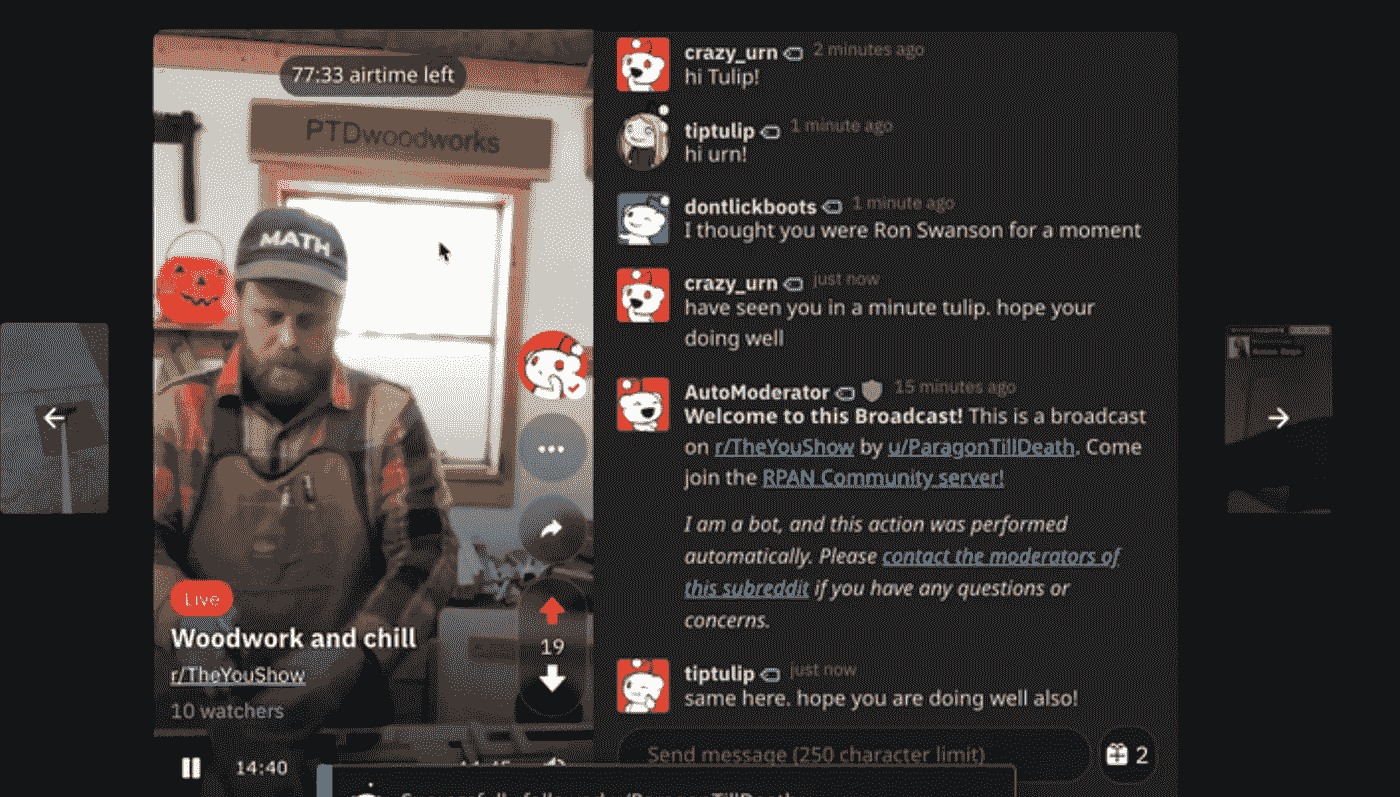 77:33 airtime left
PTDwoodworks
MATH
Live
Woodwork and chill
r/TheYouShow
10 watchers
19
14:40
crazy_urn 2 minutes ago
hi Tulip!
tiptulip 1 minute ago
hi urn!
dontlickboots 1 minute ago
I thought you were Ron Swanson for a moment
crazy_urn just now
have seen you in a minute tulip. hope your
doing well
AutoModerator 15 minutes ago
Welcome to this Broadcast! This is a broadcast
on r/TheYouShow by u/ParagonTillDeath. Come
join the RPAN Community server!
I am a bot, and this action was performed
automatically. Please contact the moderators of
this subreddit if you have any questions or
concerns.
tiptulip just now
same here. hope you are doing well also!
Send message (250 character limit)
2